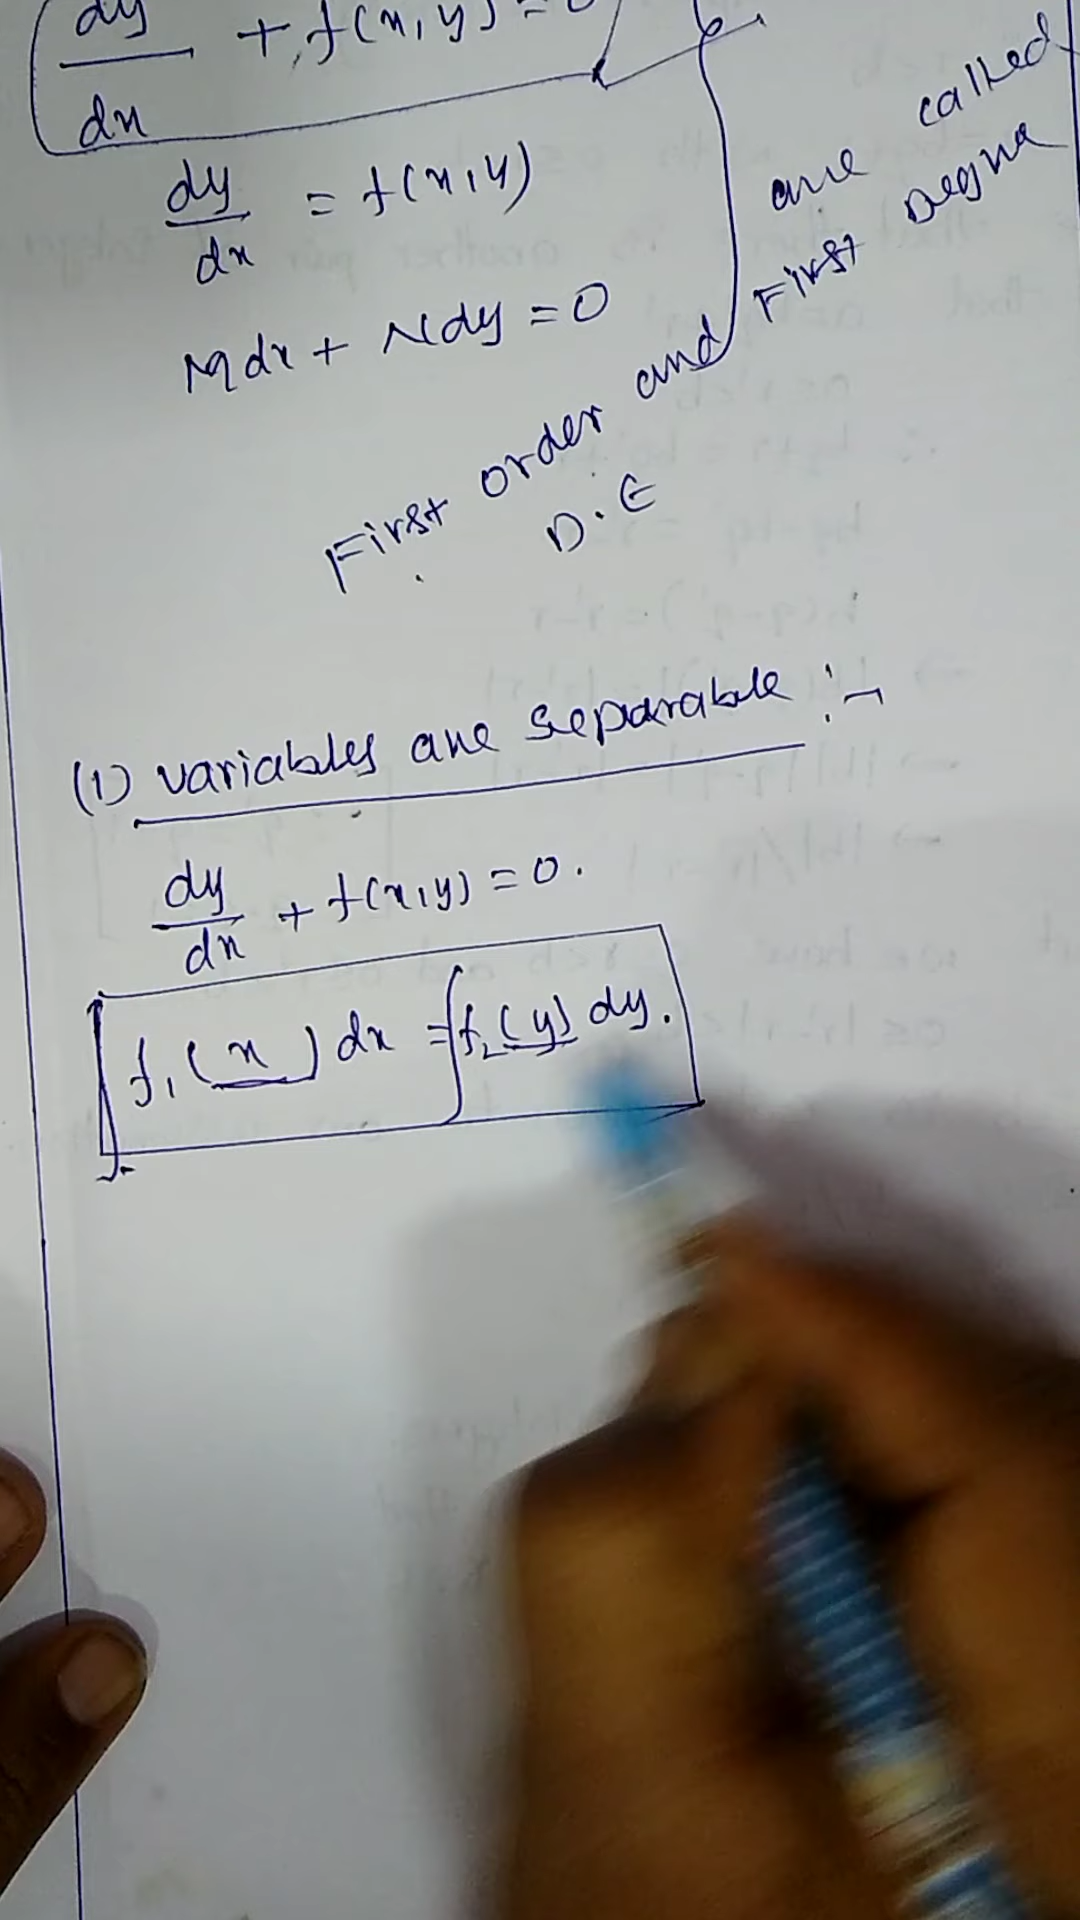 dy/dx + f(x,y) = 0
dy/dx = f(x,y)
Mdx + Ndy = 0
First order and First Degree
are called
D.E
(1) variables are separable :-
dy/dx + f(x,y) = 0.
∫f₁(x) dx = ∫f₂(y) dy.